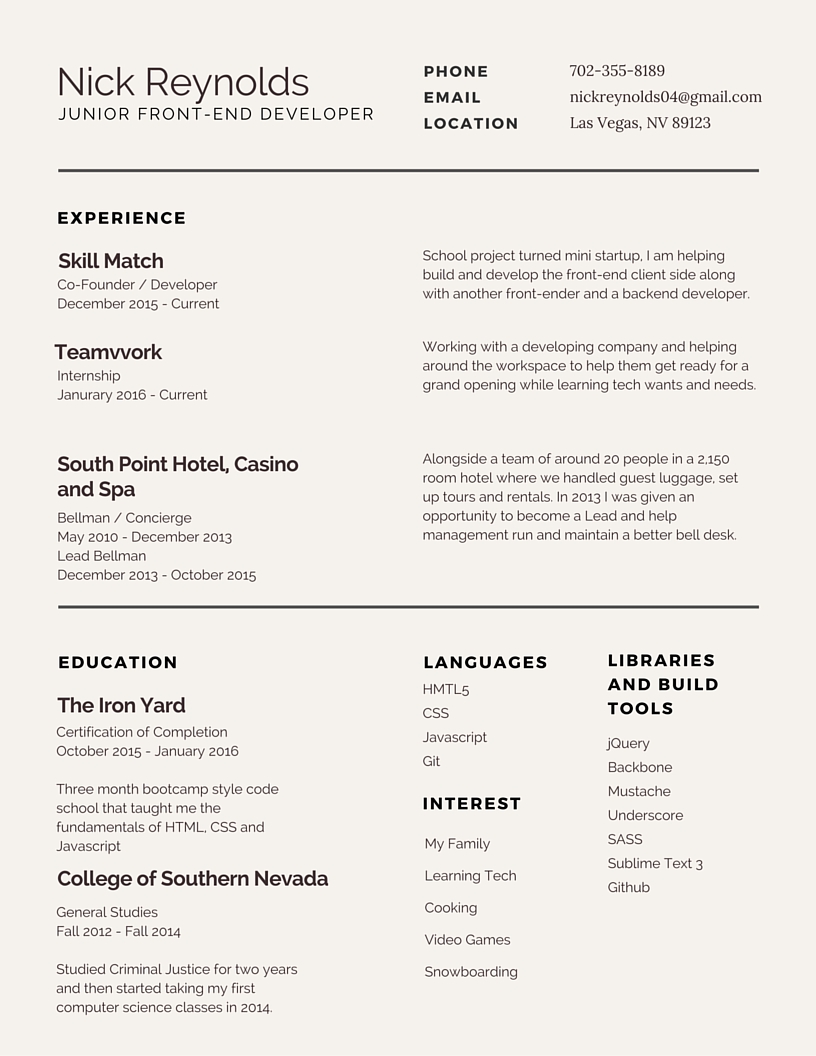 Nick Reynolds
JUNIOR FRONT-END DEVELOPER
PHONE 702-355-8189
EMAIL nickreynolds04@gmail.com
LOCATION Las Vegas, NV 89123
EXPERIENCE
Skill Match
Co-Founder / Developer
December 2015 - Current
School project turned mini startup, I am helping
build and develop the front-end client side along
with another front-ender and a backend developer.
Teamvvork
Internship
Janurary 2016 - Current
Working with a developing company and helping
around the workspace to help them get ready for a
grand opening while learning tech wants and needs.
South Point Hotel, Casino
and Spa
Bellman / Concierge
May 2010 - December 2013
Lead Bellman
December 2013 - October 2015
Alongside a team of around 20 people in a 2,150
room hotel where we handled guest luggage, set
up tours and rentals. In 2013 I was given an
opportunity to become a Lead and help
management run and maintain a better bell desk.
EDUCATION
The Iron Yard
Certification of Completion
October 2015 - January 2016
Three month bootcamp style code
school that taught me the
fundamentals of HTML, CSS and
Javascript
College of Southern Nevada
General Studies
Fall 2012 - Fall 2014
Studied Criminal Justice for two years
and then started taking my first
computer science classes in 2014.
LANGUAGES
HMTL5
CSS
Javascript
Git
INTEREST
My Family
Learning Tech
Cooking
Video Games
Snowboarding
LIBRARIES
AND BUILD
TOOLS
jQuery
Backbone
Mustache
Underscore
SASS
Sublime Text 3
Github